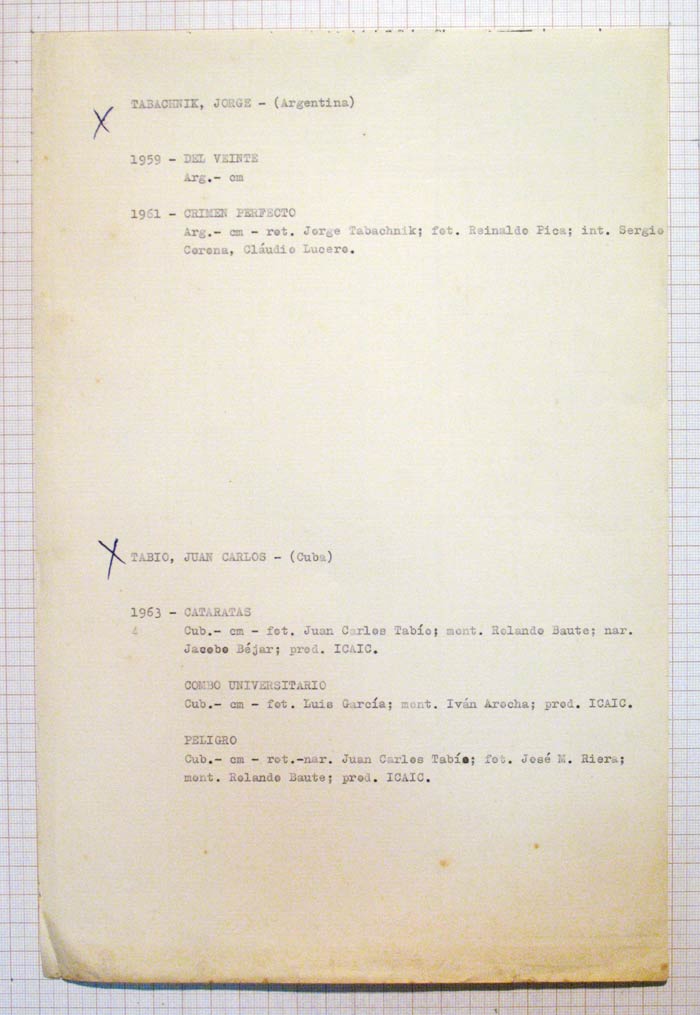 X TABACHNIK, JORGE - (Argentina)
1959 - DEL VEINTE
Arg.- cm
1961 - CRIMEN PERFECTO
Arg.- cm - rot. Jorge Tabachnik; fot. Reinaldo Pica; int. Sergio
Corona, Cláudio Lucero.
X TABIO, JUAN CARLOS - (Cuba)
1963 - CATARATAS
4 Cub.- cm - fot. Juan Carlos Tabío; mont. Rolando Baute; nar.
Jacobo Béjar; prod. ICAIC.
COMBO UNIVERSITARIO
Cub.- cm - fot. Luis García; mont. Iván Arocha; prod. ICAIC.
PELIGRO
Cub.- cm - rot.-nar. Juan Carlos Tabío; fot. José M. Riera;
mont. Rolando Baute; prod. ICAIC.